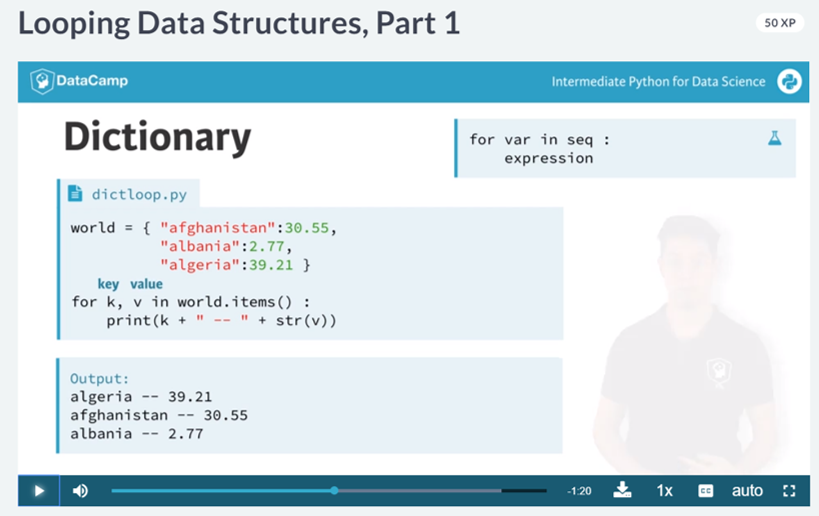 Looping Data Structures, Part 1
50 XP
DataCamp
Intermediate Python for Data Science
Dictionary
for var in seq :
    expression
dictloop.py
world = { "afghanistan":30.55,
          "albania":2.77,
          "algeria":39.21 }
key value
for k, v in world.items() :
    print(k + " -- " + str(v))
Output:
algeria -- 39.21
afghanistan -- 30.55
albania -- 2.77
-1:20
1x
CC
auto